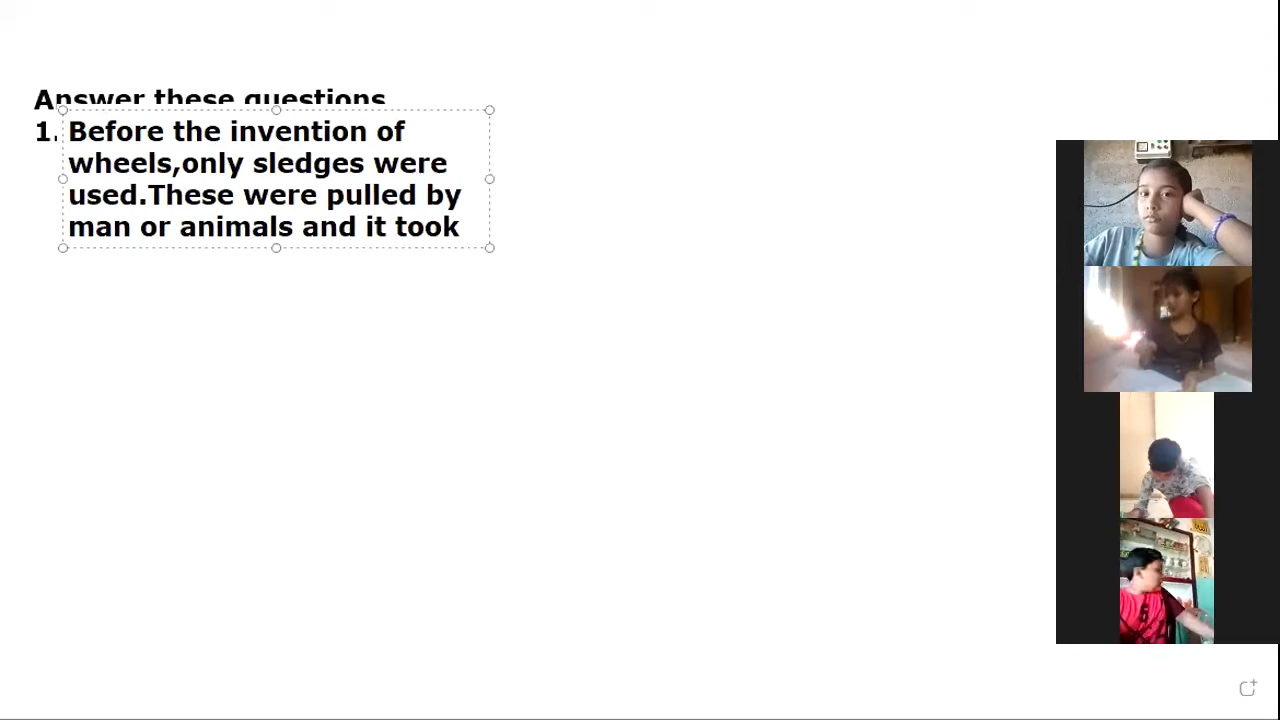 Answer these questions
1. Before the invention of
wheels,only sledges were
used.These were pulled by
man or animals and it took